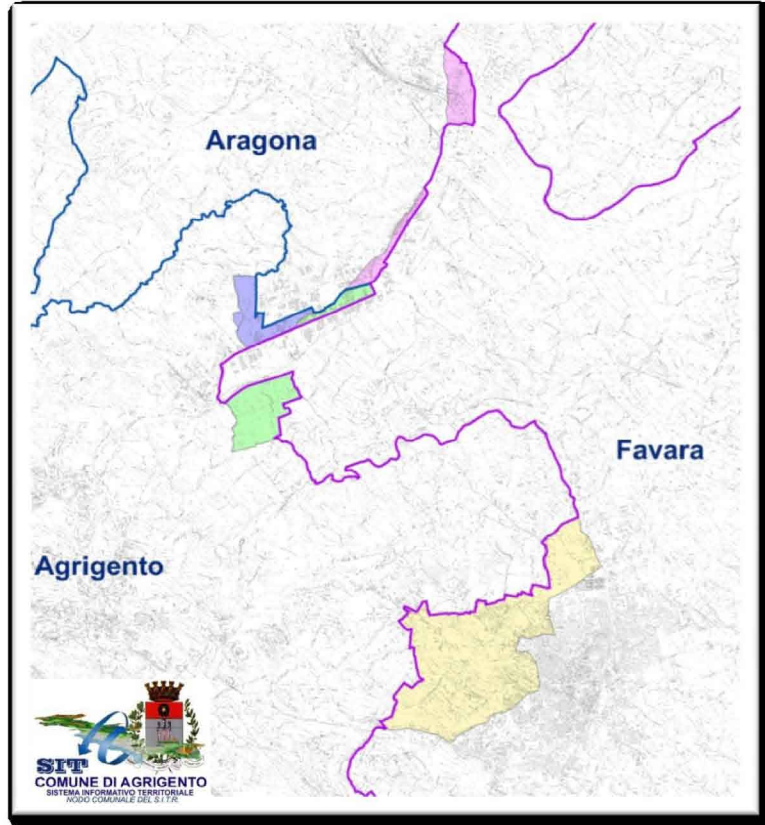 Aragona
Favara
Agrigento
SIT
COMUNE DI AGRIGENTO
SISTEMA INFORMATIVO TERRITORIALE
NODO COMUNALE DEL S.I.T.R.